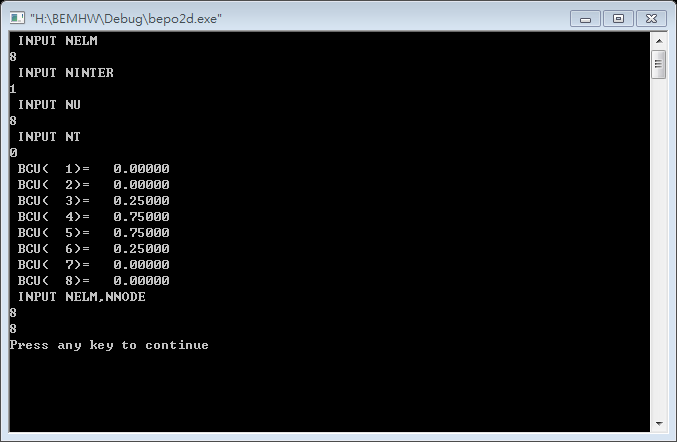 "H:\BEMHW\Debug\bepo2d.exe"
INPUT NELM
8
INPUT NINTER
1
INPUT NU
8
INPUT NT
0
BCU(  1)=   0.00000
BCU(  2)=   0.00000
BCU(  3)=   0.25000
BCU(  4)=   0.75000
BCU(  5)=   0.75000
BCU(  6)=   0.25000
BCU(  7)=   0.00000
BCU(  8)=   0.00000
INPUT NELM,NNODE
8
8
Press any key to continue